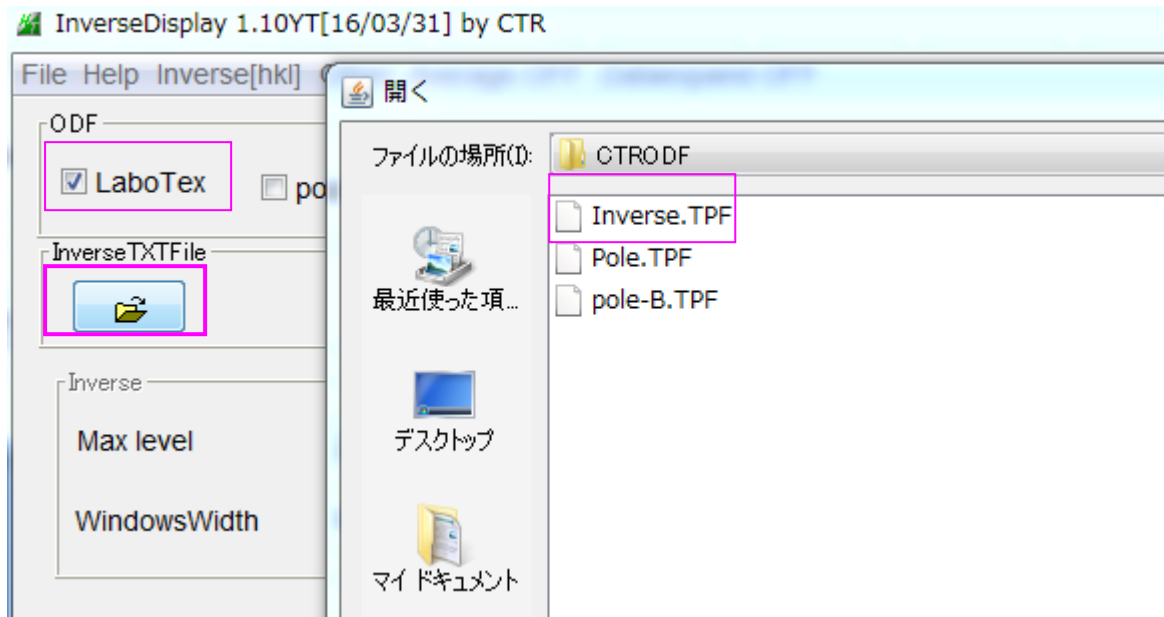 InverseDisplay 1.10YT[16/03/31] by CTR
File Help Inverse[hkl]
開く
ODF
LaboTex
po
ファイルの場所(I):
CTRODF
InverseTXTFile
Inverse.TPF
Pole.TPF
pole-B.TPF
最近使った項...
デスクトップ
マイ ドキュメント
Inverse
Max level
WindowsWidth